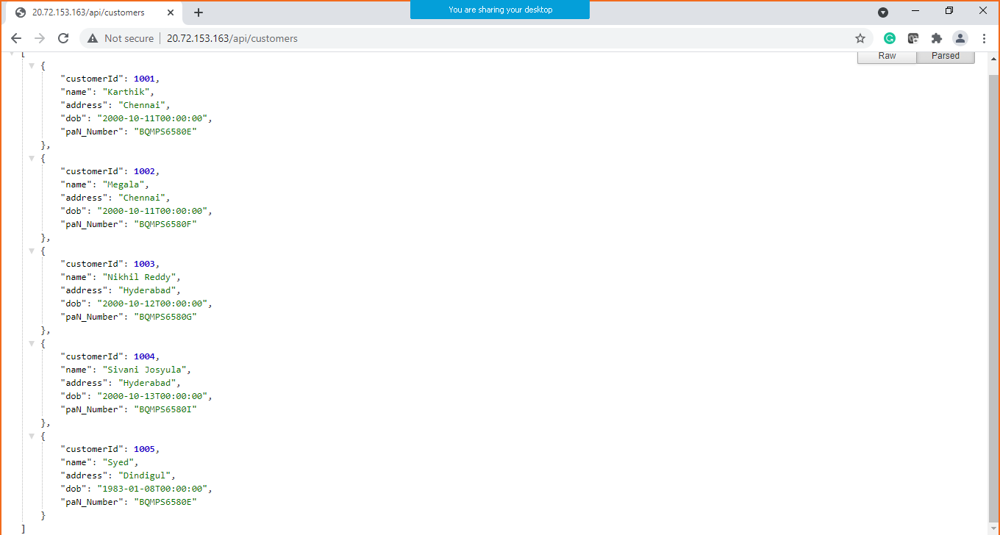 20.72.153.163/api/customers
You are sharing your desktop
Not secure
20.72.153.163/api/customers
Raw
Parsed
[
{
"customerId": 1001,
"name": "Karthik",
"address": "Chennai",
"dob": "2000-10-11T00:00:00",
"paN_Number": "BQMPS6580E"
},
{
"customerId": 1002,
"name": "Megala",
"address": "Chennai",
"dob": "2000-10-11T00:00:00",
"paN_Number": "BQMPS6580F"
},
{
"customerId": 1003,
"name": "Nikhil Reddy",
"address": "Hyderabad",
"dob": "2000-10-12T00:00:00",
"paN_Number": "BQMPS6580G"
},
{
"customerId": 1004,
"name": "Sivani Josyula",
"address": "Hyderabad",
"dob": "2000-10-13T00:00:00",
"paN_Number": "BQMPS6580I"
},
{
"customerId": 1005,
"name": "Syed",
"address": "Dindigul",
"dob": "1983-01-08T00:00:00",
"paN_Number": "BQMPS6580E"
}
]